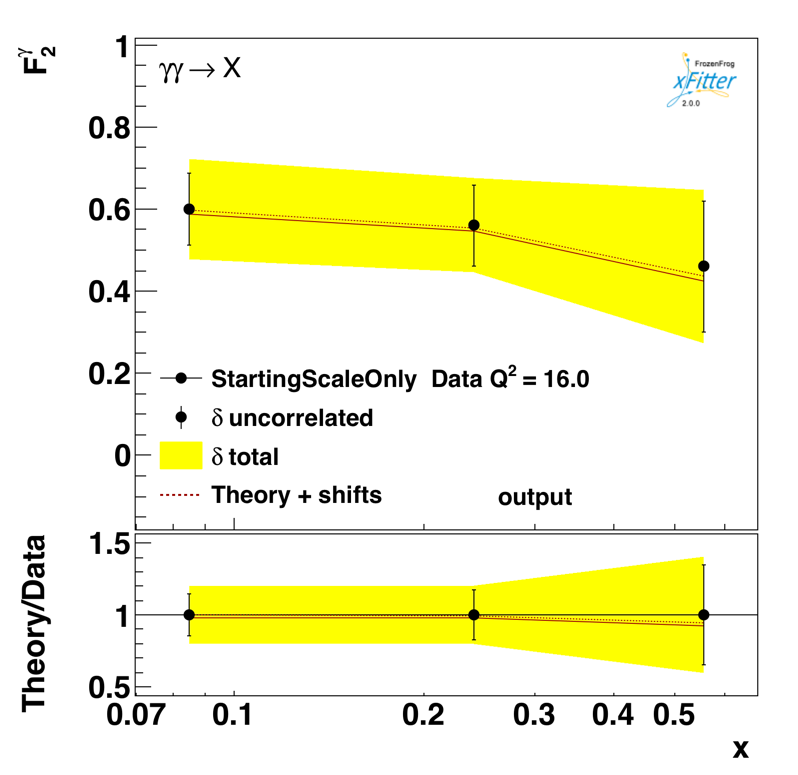 F₂^γ
1
γγ → X
FrozenFrog
xFitter
2.0.0
0.8
0.6
0.4
0.2
StartingScaleOnly Data Q² = 16.0
δ uncorrelated
0
δ total
Theory + shifts
output
Theory/Data
1.5
1
0.5
0.07 0.1 0.2 0.3 0.4 0.5
x